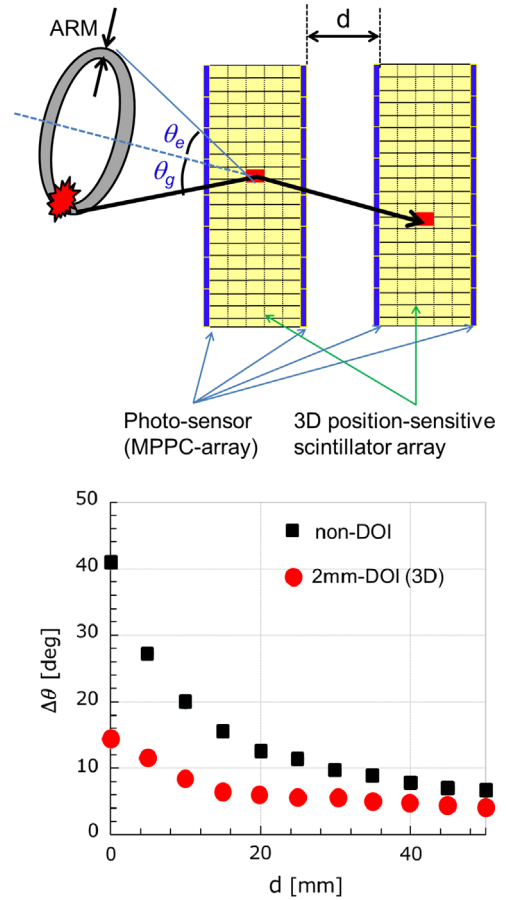 ARM
d
θe
θg
Photo-sensor
(MPPC-array)
3D position-sensitive
scintillator array
50
40
30
20
10
0
Δθ [deg]
non-DOI
2mm-DOI (3D)
0
20
40
d [mm]